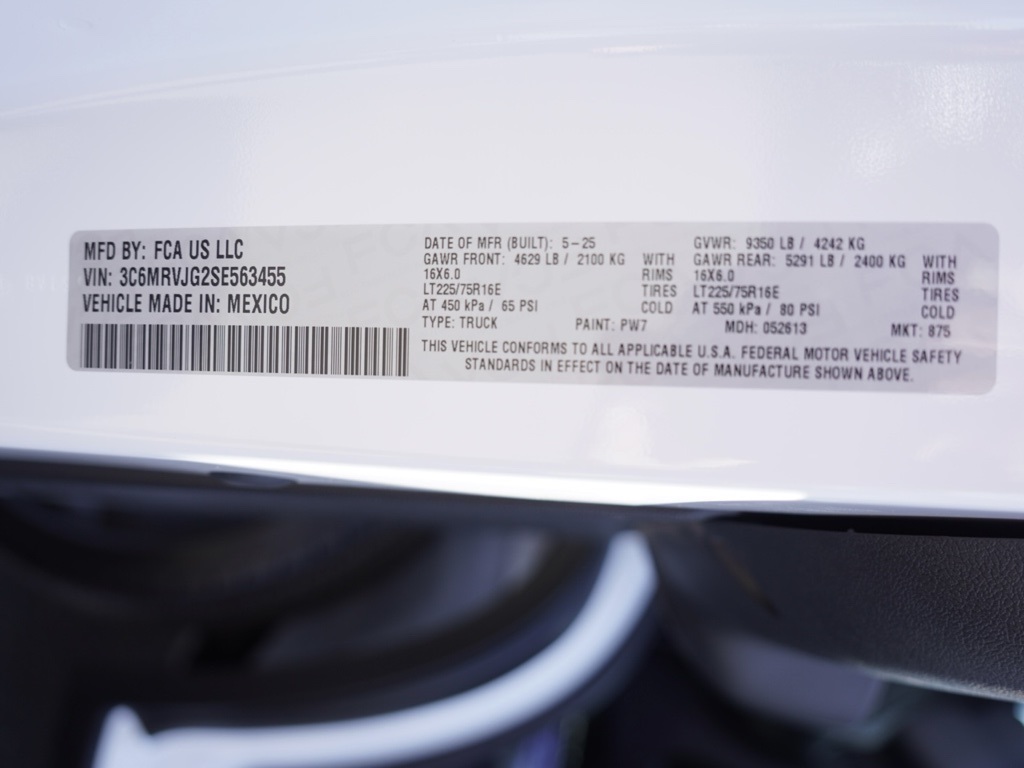 MFD BY: FCA US LLC
VIN: 3C6MRVJG2SE563455
VEHICLE MADE IN: MEXICO
DATE OF MFR (BUILT): 5-25 GVWR: 9350 LB / 4242 KG
GAWR FRONT: 4629 LB / 2100 KG WITH GAWR REAR: 5291 LB / 2400 KG WITH
16X6.0 RIMS 16X6.0 RIMS
LT225/75R16E TIRES LT225/75R16E TIRES
AT 450 kPa / 65 PSI COLD AT 550 kPa / 80 PSI COLD
TYPE: TRUCK PAINT: PW7 MDH: 052613 MKT: 875
THIS VEHICLE CONFORMS TO ALL APPLICABLE U.S.A. FEDERAL MOTOR VEHICLE SAFETY
STANDARDS IN EFFECT ON THE DATE OF MANUFACTURE SHOWN ABOVE.